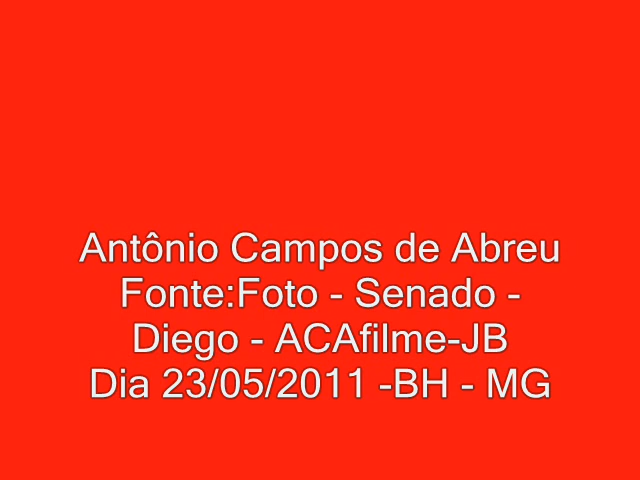 Antônio Campos de Abreu
Fonte:Foto - Senado -
Diego - ACAfilme-JB
Dia 23/05/2011 -BH - MG